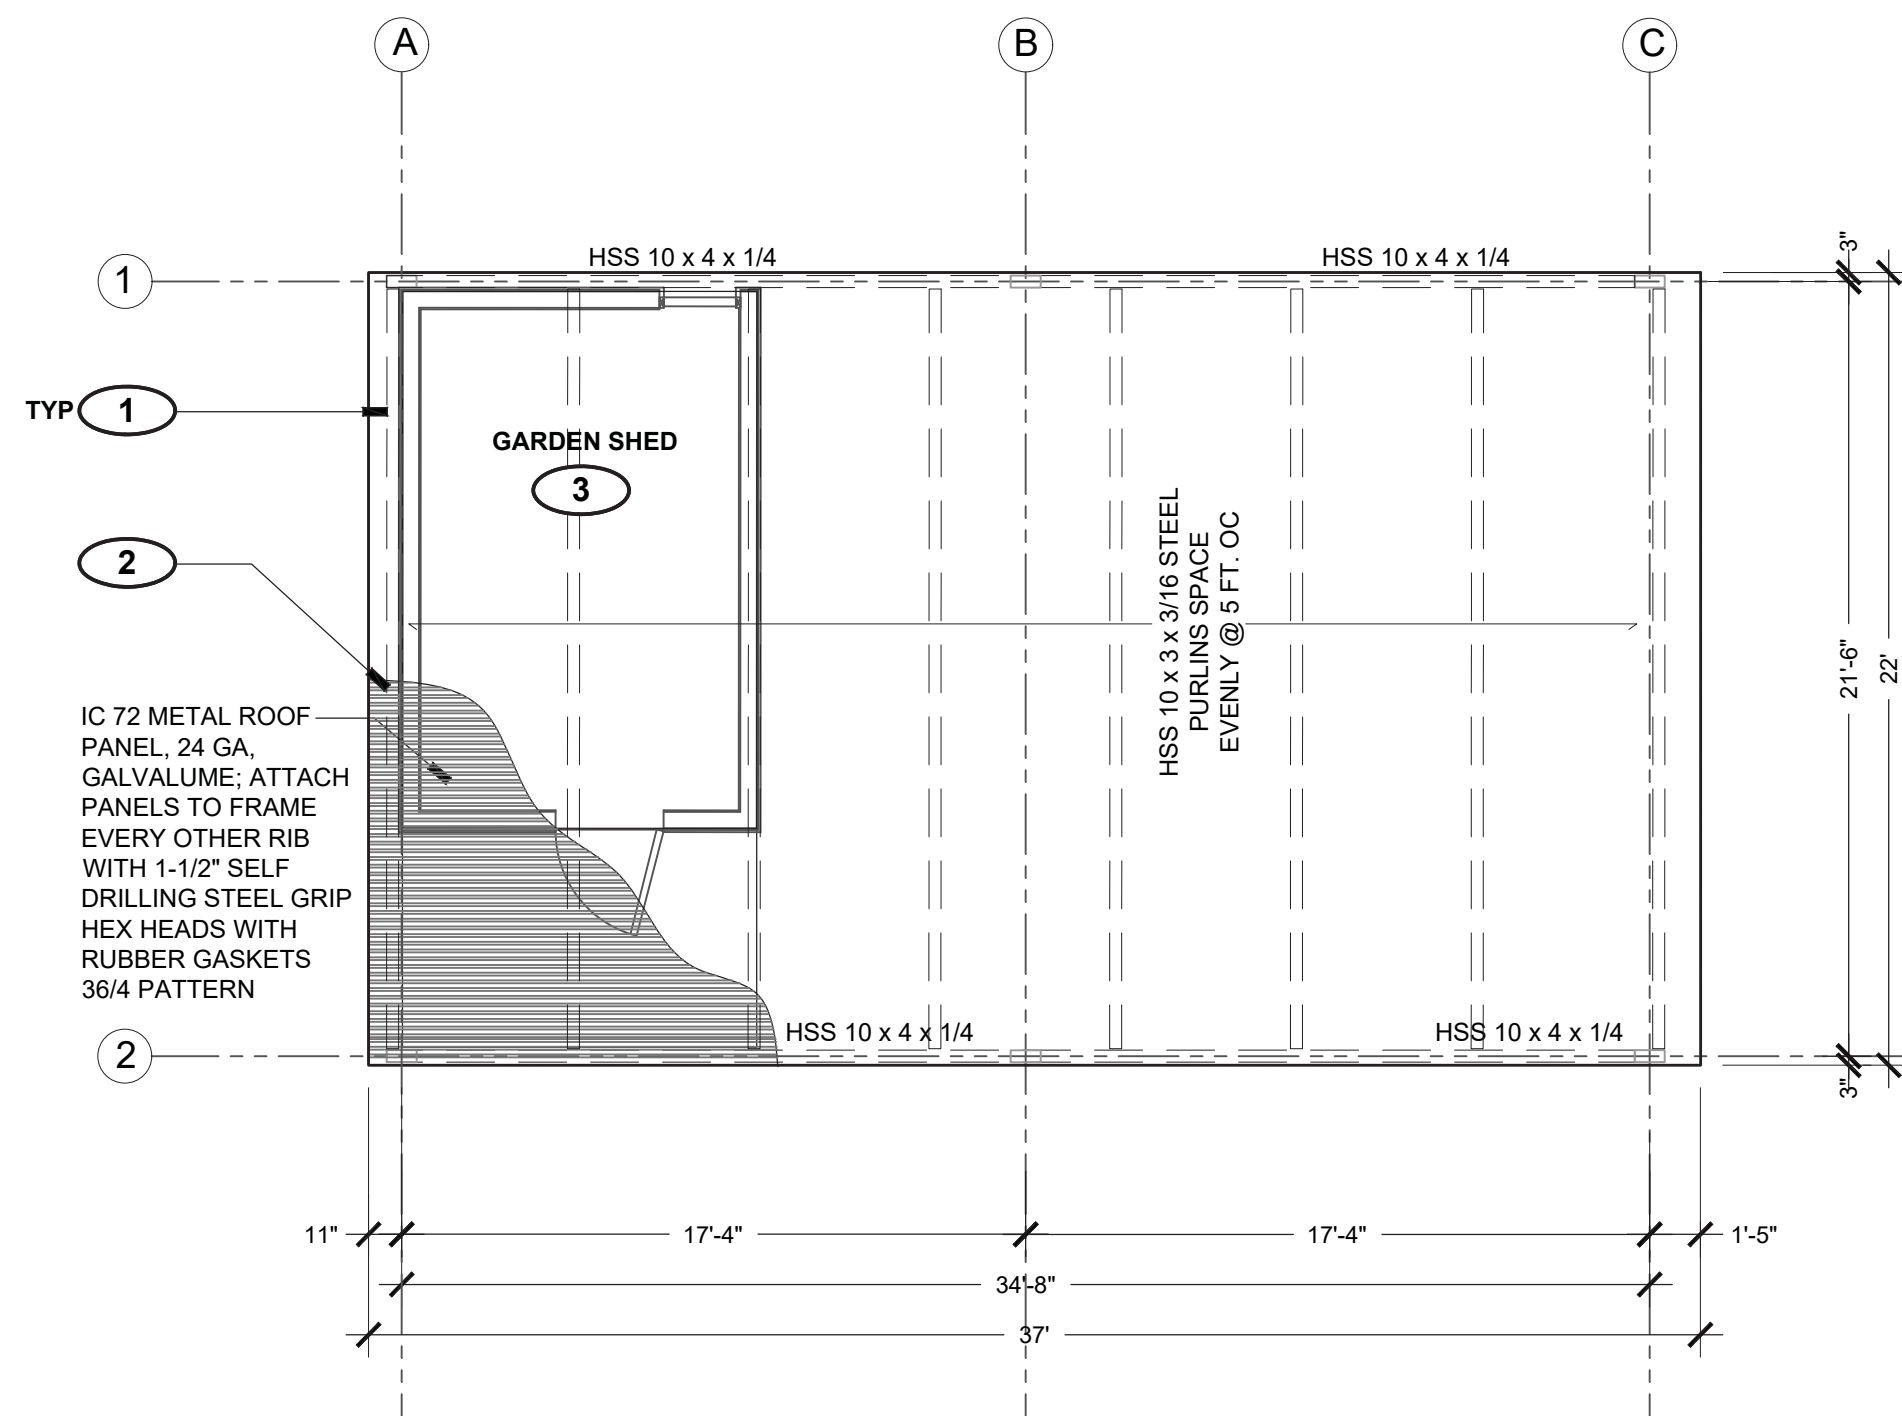 A
B
C
HSS 10 x 4 x 1/4
HSS 10 x 4 x 1/4
3"
1
TYP
1
GARDEN SHED
3
2
HSS 10 x 3 x 3/16 STEEL
PURLINS SPACE
EVENLY @ 5 FT. OC
21'-6"
22'
IC 72 METAL ROOF
PANEL, 24 GA,
GALVALUME; ATTACH
PANELS TO FRAME
EVERY OTHER RIB
WITH 1-1/2" SELF
DRILLING STEEL GRIP
HEX HEADS WITH
RUBBER GASKETS
36/4 PATTERN
HSS 10 x 4 x 1/4
HSS 10 x 4 x 1/4
2
3"
11"
17'-4"
17'-4"
1'-5"
34'-8"
37'